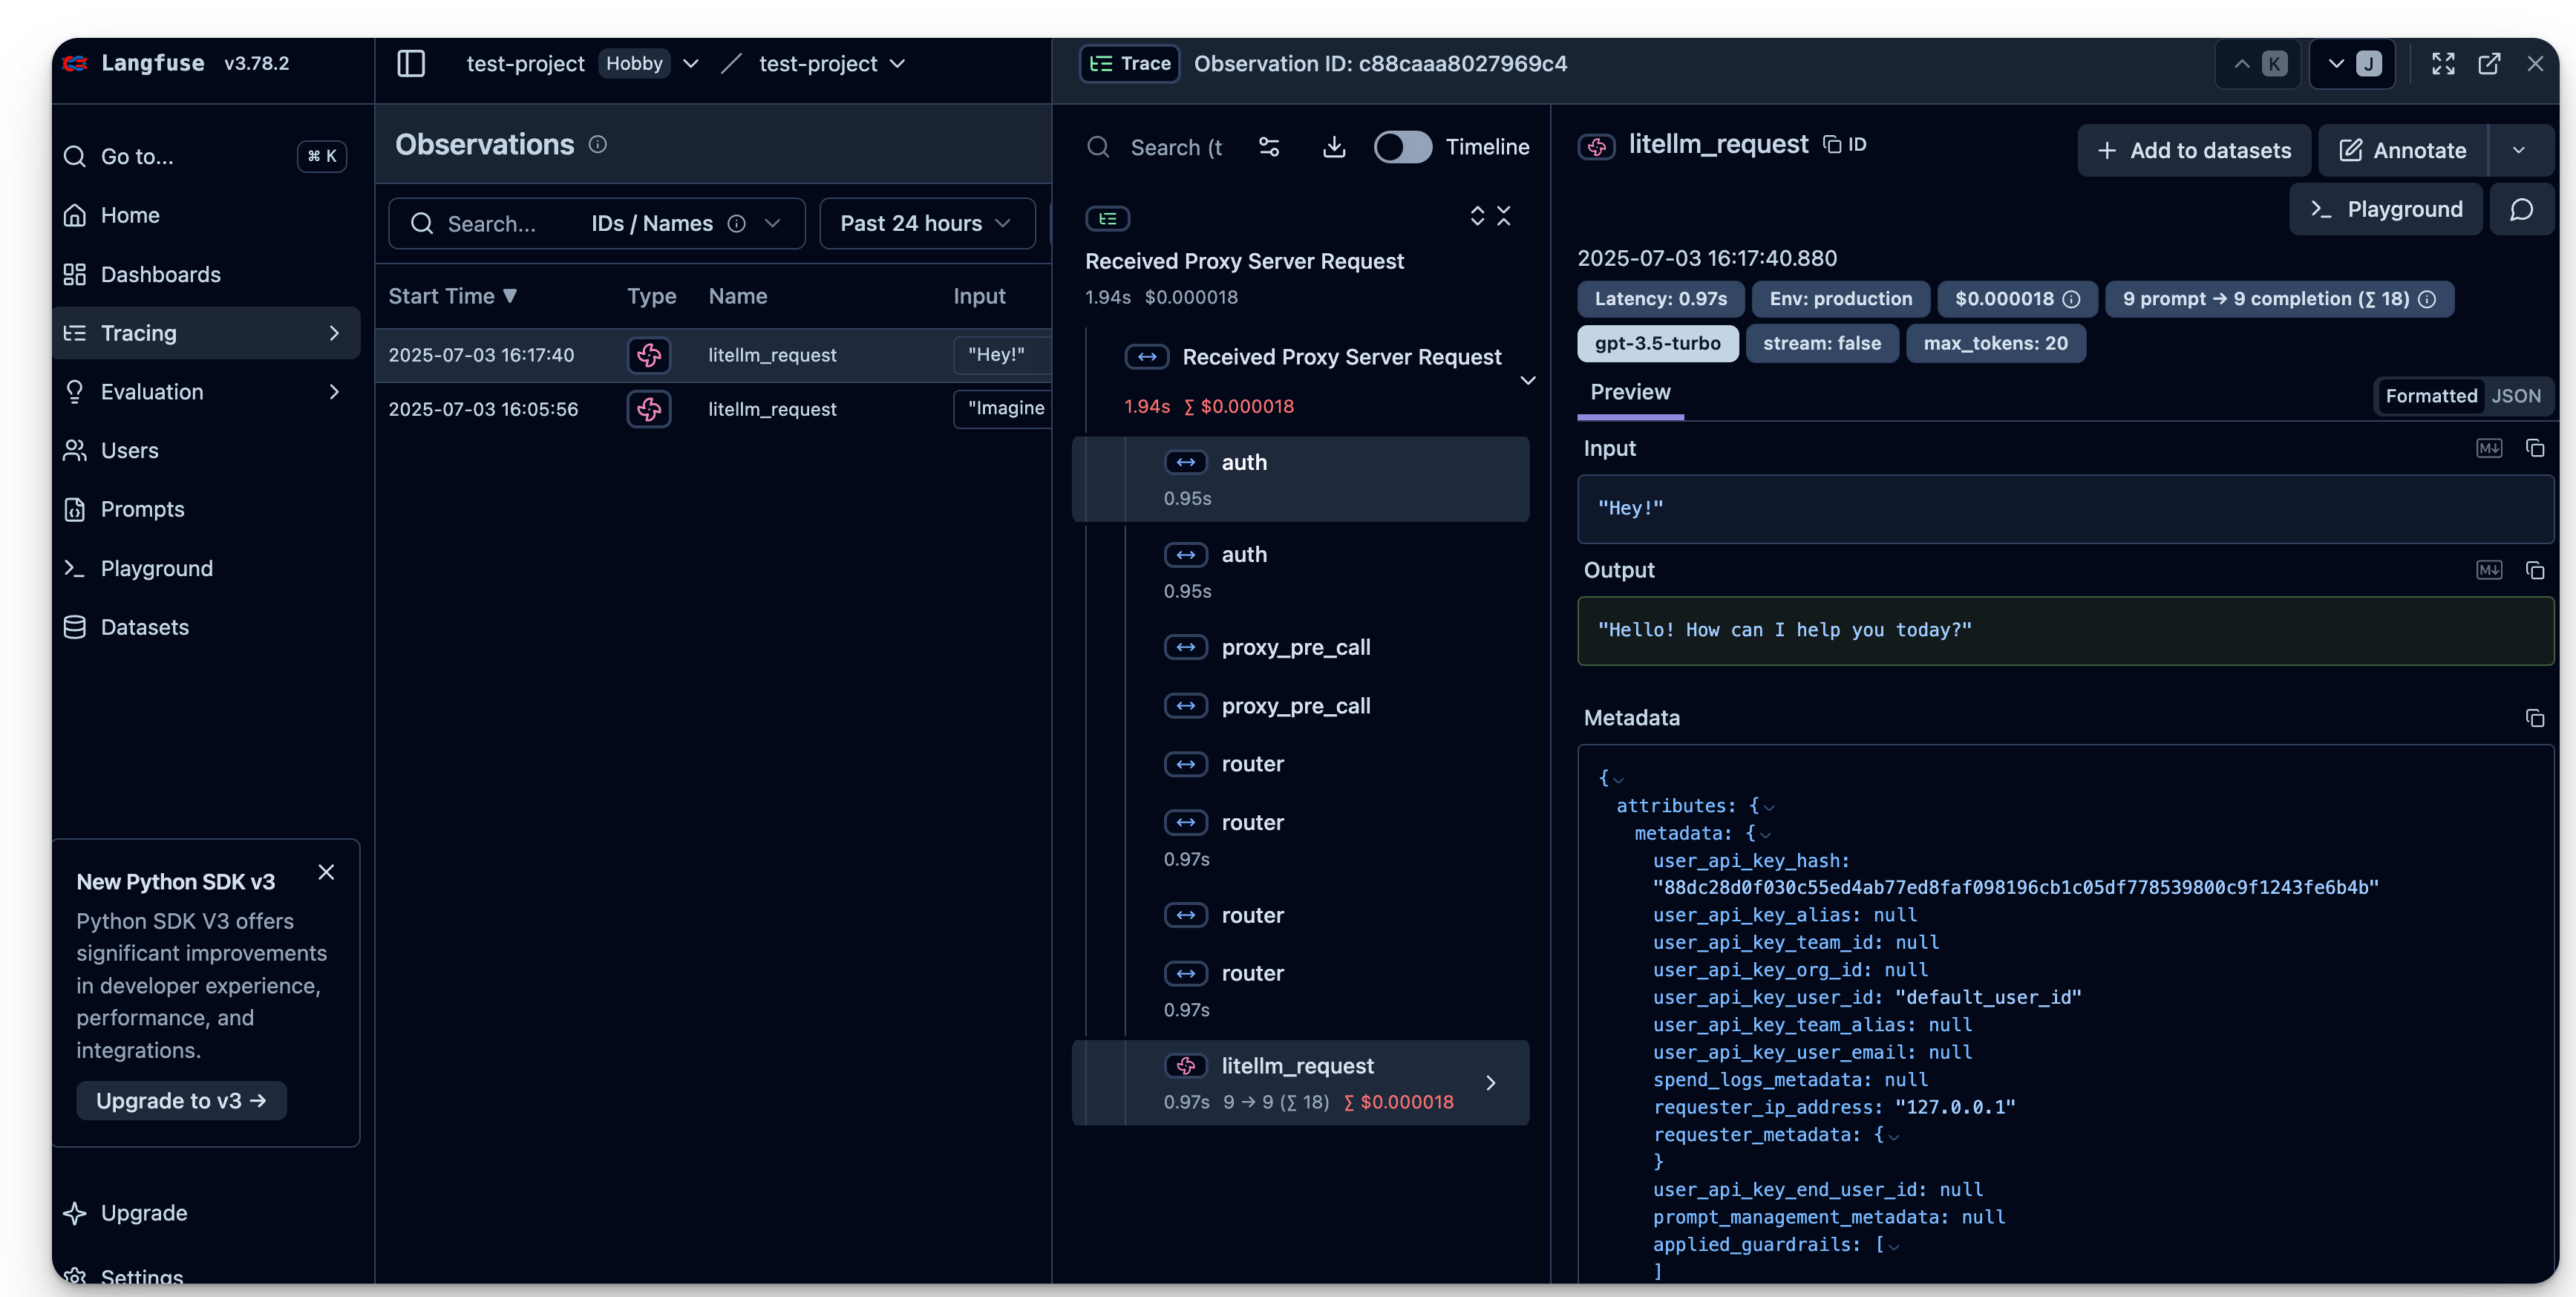 Langfuse v3.78.2
Go to... ⌘ K
Home
Dashboards
Tracing
Evaluation
Users
Prompts
Playground
Datasets
New Python SDK v3
Python SDK V3 offers
significant improvements
in developer experience,
performance, and
integrations.
Upgrade to v3 →
Upgrade
Settings
test-project Hobby / test-project
Observations
Search... IDs / Names Past 24 hours
Start Time ▼ Type Name Input
2025-07-03 16:17:40 litellm_request "Hey!"
2025-07-03 16:05:56 litellm_request "Imagine
Trace Observation ID: c88caaa8027969c4 K J
Search (t Timeline
Received Proxy Server Request
1.94s $0.000018
Received Proxy Server Request
1.94s ∑ $0.000018
auth
0.95s
auth
0.95s
proxy_pre_call
proxy_pre_call
router
router
0.97s
router
router
0.97s
litellm_request
0.97s 9 → 9 (∑ 18) ∑ $0.000018
litellm_request ID
+ Add to datasets Annotate
Playground
2025-07-03 16:17:40.880
Latency: 0.97s Env: production $0.000018 9 prompt → 9 completion (∑ 18)
gpt-3.5-turbo stream: false max_tokens: 20
Preview Formatted JSON
Input M↓
"Hey!"
Output M↓
"Hello! How can I help you today?"
Metadata
{
attributes: {
metadata: {
user_api_key_hash:
"88dc28d0f030c55ed4ab77ed8faf098196cb1c05df778539800c9f1243fe6b4b"
user_api_key_alias: null
user_api_key_team_id: null
user_api_key_org_id: null
user_api_key_user_id: "default_user_id"
user_api_key_team_alias: null
user_api_key_user_email: null
spend_logs_metadata: null
requester_ip_address: "127.0.0.1"
requester_metadata: {
}
user_api_key_end_user_id: null
prompt_management_metadata: null
applied_guardrails: [
]